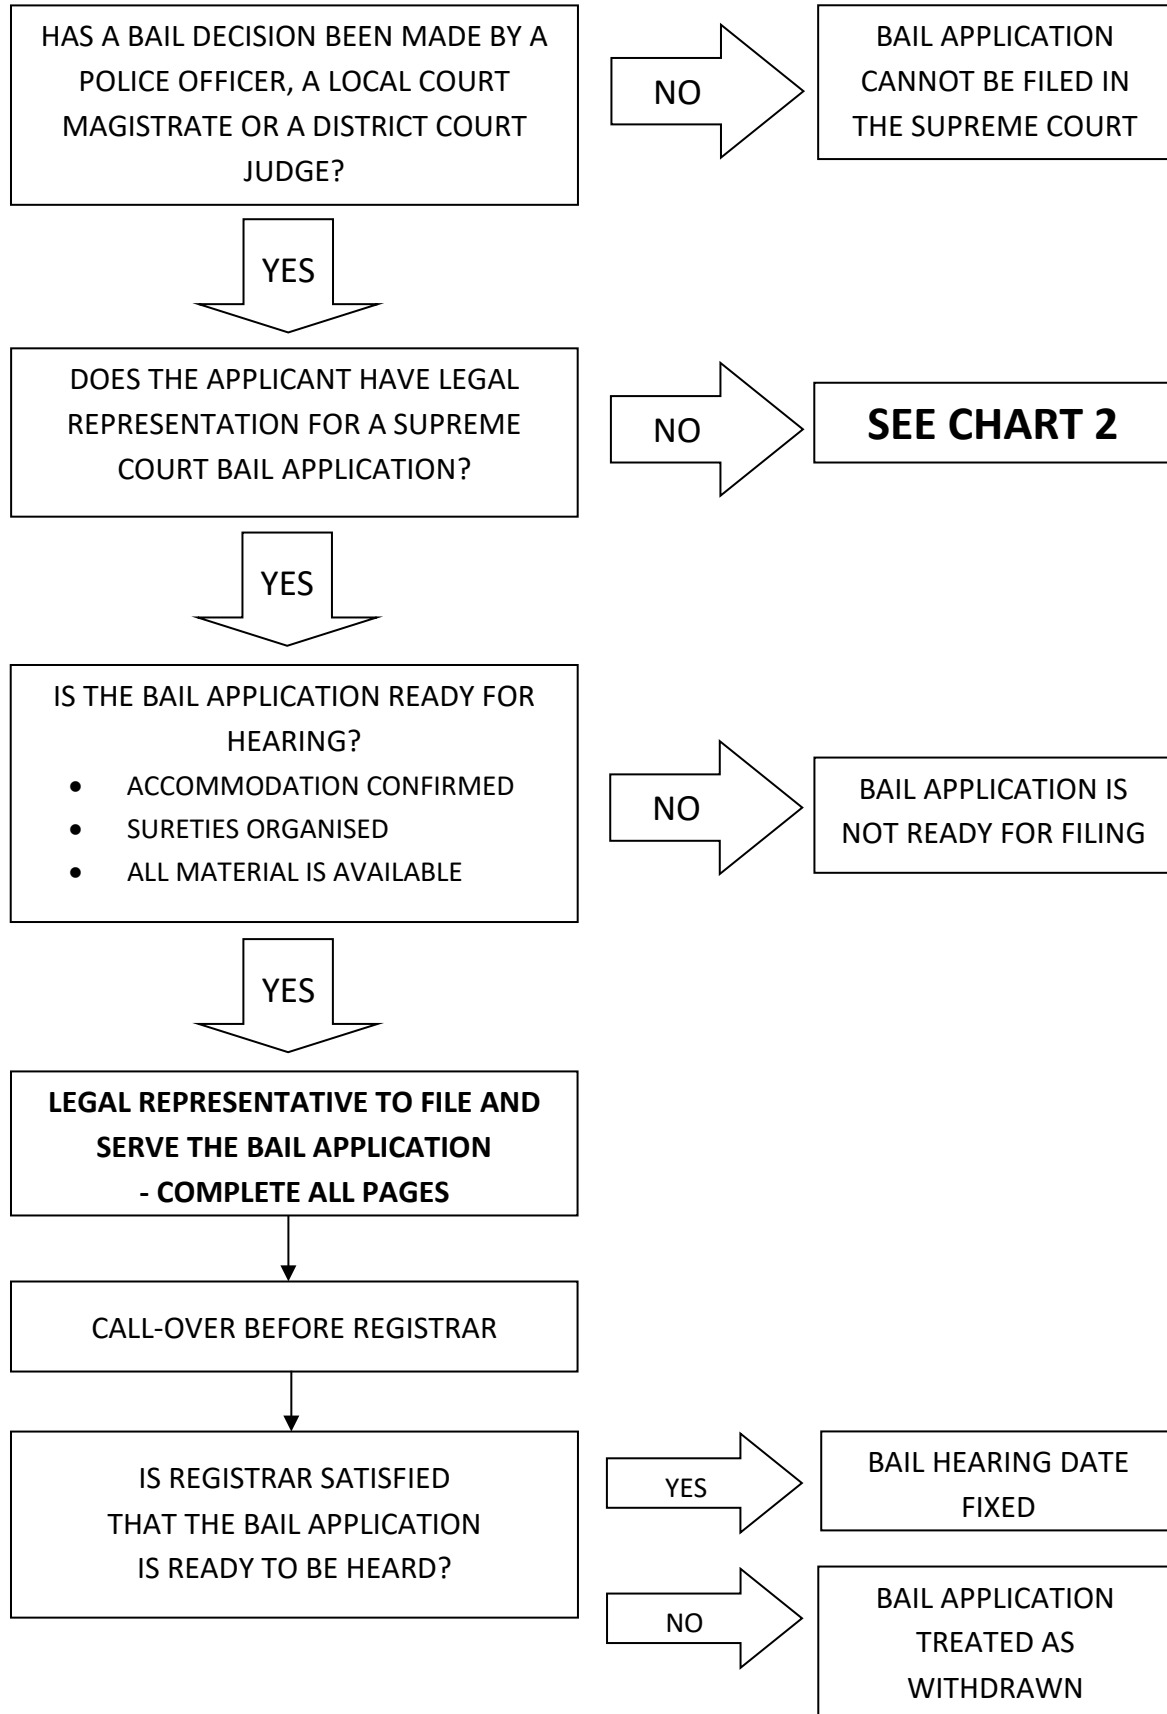 HAS A BAIL DECISION BEEN MADE BY A
POLICE OFFICER, A LOCAL COURT
MAGISTRATE OR A DISTRICT COURT
JUDGE?
NO
BAIL APPLICATION
CANNOT BE FILED IN
THE SUPREME COURT
YES
DOES THE APPLICANT HAVE LEGAL
REPRESENTATION FOR A SUPREME
COURT BAIL APPLICATION?
NO
SEE CHART 2
YES
IS THE BAIL APPLICATION READY FOR
HEARING?
• ACCOMMODATION CONFIRMED
• SURETIES ORGANISED
• ALL MATERIAL IS AVAILABLE
NO
BAIL APPLICATION IS
NOT READY FOR FILING
YES
LEGAL REPRESENTATIVE TO FILE AND
SERVE THE BAIL APPLICATION
- COMPLETE ALL PAGES
CALL-OVER BEFORE REGISTRAR
IS REGISTRAR SATISFIED
THAT THE BAIL APPLICATION
IS READY TO BE HEARD?
YES
BAIL HEARING DATE
FIXED
NO
BAIL APPLICATION
TREATED AS
WITHDRAWN